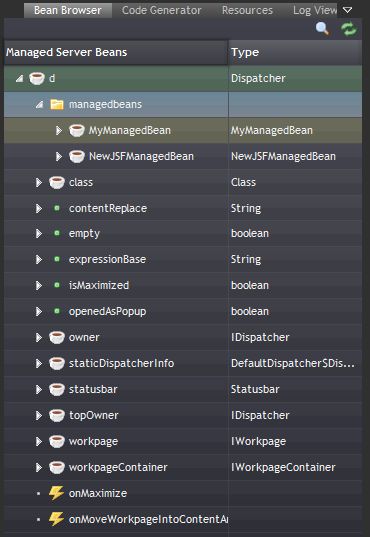 Bean Browser Code Generator Resources Log View
Managed Server Beans Type
d Dispatcher
managedbeans
MyManagedBean MyManagedBean
NewJSFManagedBean NewJSFManagedBean
class Class
contentReplace String
empty boolean
expressionBase String
isMaximized boolean
openedAsPopup boolean
owner IDispatcher
staticDispatcherInfo DefaultDispatcher$Dis...
statusbar Statusbar
topOwner IDispatcher
workpage IWorkpage
workpageContainer IWorkpageContainer
onMaximize
onMoveWorkpageIntoContentAr